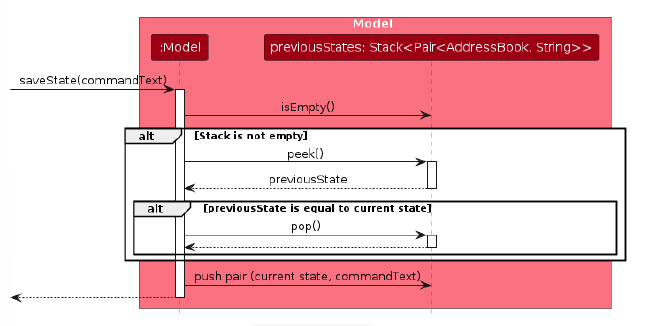 Model
:Model
previousStates: Stack<Pair<AddressBook, String>>
saveState(commandText)
isEmpty()
alt [Stack is not empty]
peek()
previousState
alt [previousState is equal to current state]
pop()
push pair (current state, commandText)